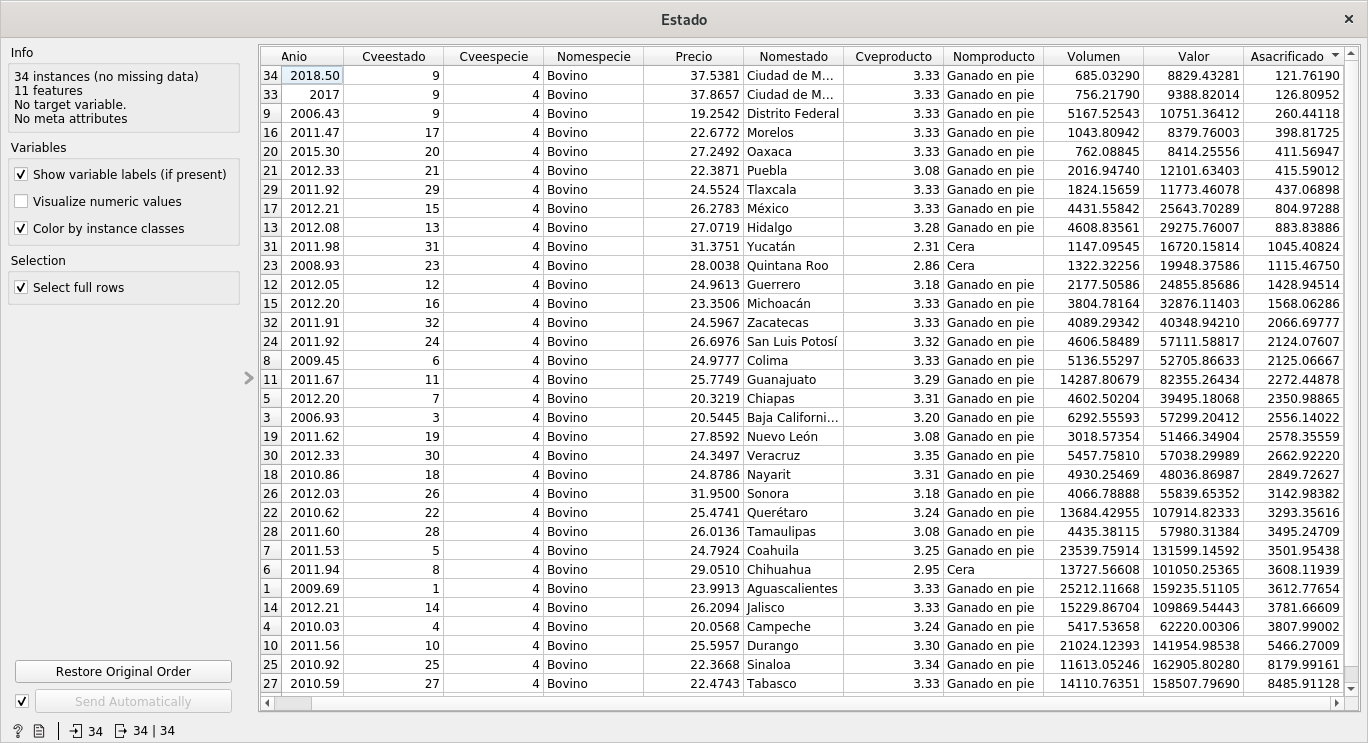 Estado
Info
34 instances (no missing data)
11 features
No target variable.
No meta attributes
Variables
Show variable labels (if present)
Visualize numeric values
Color by instance classes
Selection
Select full rows
Restore Original Order
Send Automatically
34
34 | 34
Anio Cveestado Cveespecie Nomespecie Precio Nomestado Cveproducto Nomproducto Volumen Valor Asacrificado
34 2018.50 9 4 Bovino 37.5381 Ciudad de M... 3.33 Ganado en pie 685.03290 8829.43281 121.76190
33 2017 9 4 Bovino 37.8657 Ciudad de M... 3.33 Ganado en pie 756.21790 9388.82014 126.80952
9 2006.43 9 4 Bovino 19.2542 Distrito Federal 3.33 Ganado en pie 5167.52543 10751.36412 260.44118
16 2011.47 17 4 Bovino 22.6772 Morelos 3.33 Ganado en pie 1043.80942 8379.76003 398.81725
20 2015.30 20 4 Bovino 27.2492 Oaxaca 3.33 Ganado en pie 762.08845 8414.25556 411.56947
21 2012.33 21 4 Bovino 22.3871 Puebla 3.08 Ganado en pie 2016.94740 12101.63403 415.59012
29 2011.92 29 4 Bovino 24.5524 Tlaxcala 3.33 Ganado en pie 1824.15659 11773.46078 437.06898
17 2012.21 15 4 Bovino 26.2783 México 3.33 Ganado en pie 4431.55842 25643.70289 804.97288
13 2012.08 13 4 Bovino 27.0719 Hidalgo 3.28 Ganado en pie 4608.83561 29275.76007 883.83886
31 2011.98 31 4 Bovino 31.3751 Yucatán 2.31 Cera 1147.09545 16720.15814 1045.40824
23 2008.93 23 4 Bovino 28.0038 Quintana Roo 2.86 Cera 1322.32256 19948.37586 1115.46750
12 2012.05 12 4 Bovino 24.9613 Guerrero 3.18 Ganado en pie 2177.50586 24855.85686 1428.94514
15 2012.20 16 4 Bovino 23.3506 Michoacán 3.33 Ganado en pie 3804.78164 32876.11403 1568.06286
32 2011.91 32 4 Bovino 24.5967 Zacatecas 3.33 Ganado en pie 4089.29342 40348.94210 2066.69777
24 2011.92 24 4 Bovino 26.6976 San Luis Potosí 3.32 Ganado en pie 4606.58489 57111.58817 2124.07607
8 2009.45 6 4 Bovino 24.9777 Colima 3.33 Ganado en pie 5136.55297 52705.86633 2125.06667
11 2011.67 11 4 Bovino 25.7749 Guanajuato 3.29 Ganado en pie 14287.80679 82355.26434 2272.44878
5 2012.20 7 4 Bovino 20.3219 Chiapas 3.31 Ganado en pie 4602.50204 39495.18068 2350.98865
3 2006.93 3 4 Bovino 20.5445 Baja Californi... 3.20 Ganado en pie 6292.55593 57299.20412 2556.14022
19 2011.62 19 4 Bovino 27.8592 Nuevo León 3.08 Ganado en pie 3018.57354 51466.34904 2578.35559
30 2012.33 30 4 Bovino 24.3497 Veracruz 3.35 Ganado en pie 5457.75810 57038.29989 2662.92220
18 2010.86 18 4 Bovino 24.8786 Nayarit 3.31 Ganado en pie 4930.25469 48036.86987 2849.72627
26 2012.03 26 4 Bovino 31.9500 Sonora 3.18 Ganado en pie 4066.78888 55839.65352 3142.98382
22 2010.62 22 4 Bovino 25.4741 Querétaro 3.24 Ganado en pie 13684.42955 107914.82333 3293.35616
28 2011.60 28 4 Bovino 26.0136 Tamaulipas 3.08 Ganado en pie 4435.38115 57980.31384 3495.24709
7 2011.53 5 4 Bovino 24.7924 Coahuila 3.25 Ganado en pie 23539.75914 131599.14592 3501.95438
6 2011.94 8 4 Bovino 29.0510 Chihuahua 2.95 Cera 13727.56608 101050.25365 3608.11939
1 2009.69 1 4 Bovino 23.9913 Aguascalientes 3.33 Ganado en pie 25212.11668 159235.51105 3612.77654
14 2012.21 14 4 Bovino 26.2094 Jalisco 3.33 Ganado en pie 15229.86704 109869.54443 3781.66609
4 2010.03 4 4 Bovino 20.0568 Campeche 3.24 Ganado en pie 5417.53658 62220.00306 3807.99002
10 2011.56 10 4 Bovino 25.5957 Durango 3.30 Ganado en pie 21024.12393 141954.98538 5466.27009
25 2010.92 25 4 Bovino 22.3668 Sinaloa 3.34 Ganado en pie 11613.05246 162905.80280 8179.99161
27 2010.59 27 4 Bovino 22.4743 Tabasco 3.33 Ganado en pie 14110.76351 158507.79690 8485.91128